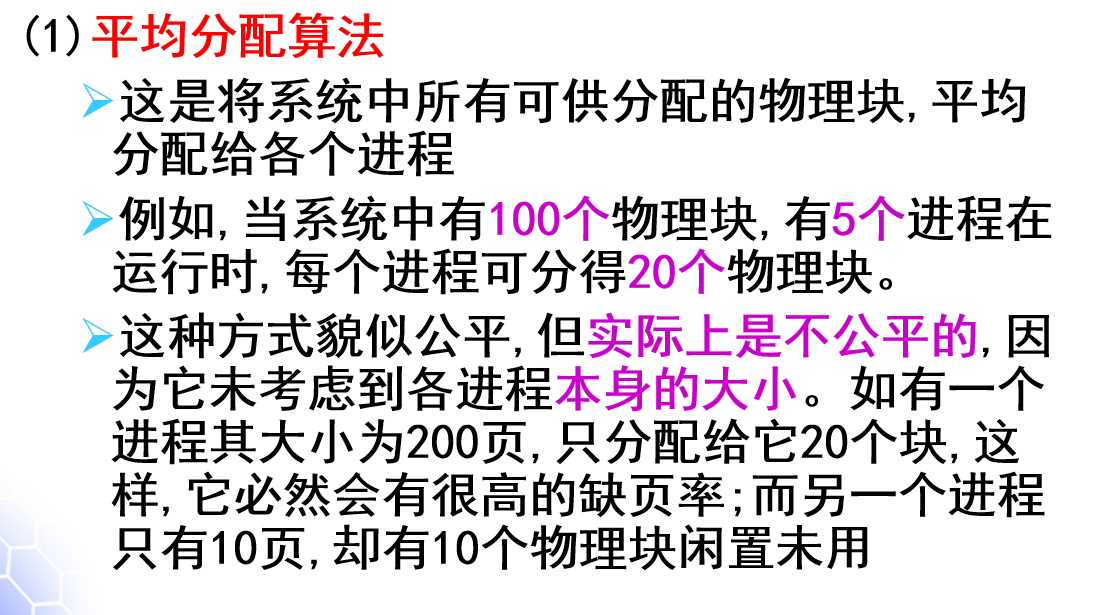 (1)平均分配算法
这是将系统中所有可供分配的物理块,平均
分配给各个进程
例如,当系统中有100个物理块,有5个进程在
运行时,每个进程可分得20个物理块。
这种方式貌似公平,但实际上是不公平的,因
为它未考虑到各进程本身的大小。如有一个
进程其大小为200页,只分配给它20个块,这
样,它必然会有很高的缺页率;而另一个进程
只有10页,却有10个物理块闲置未用